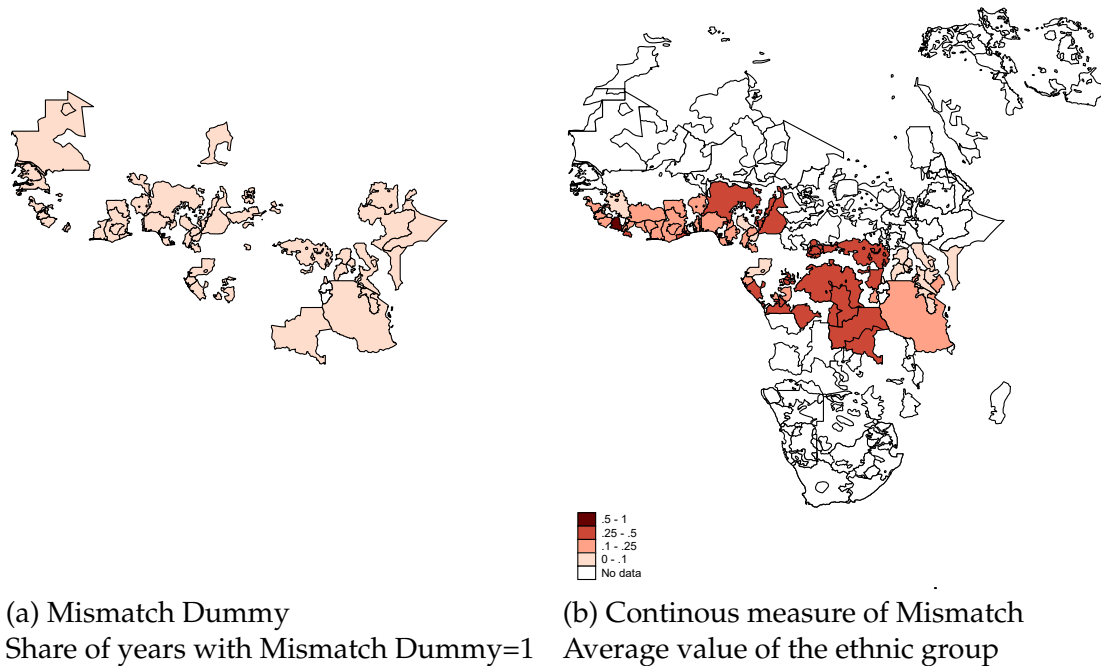 .5 - 1
.25 - .5
.1 - .25
0 - .1
No data
(a) Mismatch Dummy
Share of years with Mismatch Dummy=1
(b) Continous measure of Mismatch
Average value of the ethnic group